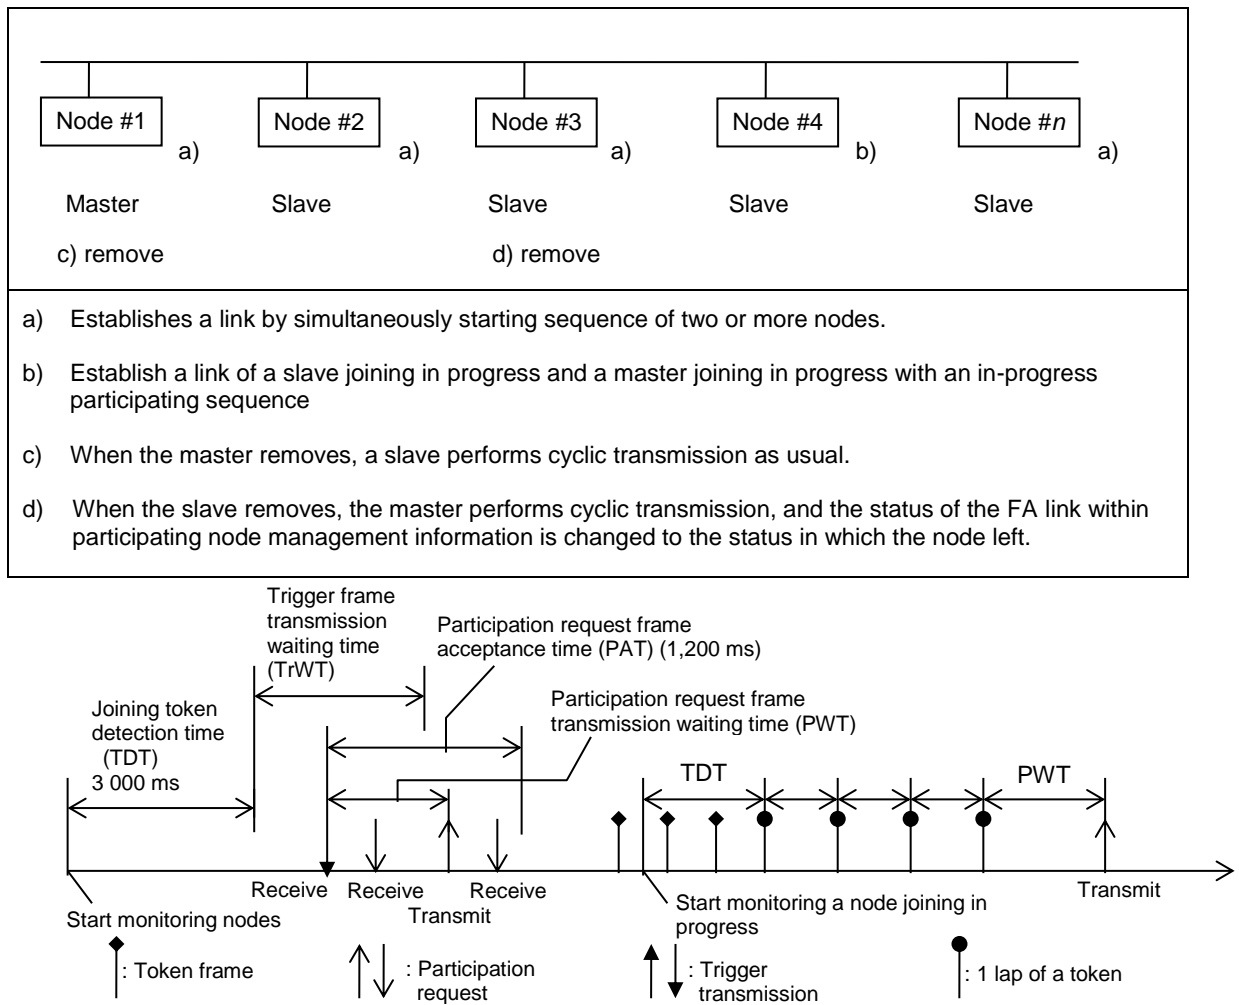 Node #1
Node #2
Node #3
Node #4
Node #n
a)
a)
a)
b)
a)
Master
Slave
Slave
Slave
Slave
c) remove
d) remove
a) Establishes a link by simultaneously starting sequence of two or more nodes.
b) Establish a link of a slave joining in progress and a master joining in progress with an in-progress
participating sequence
c) When the master removes, a slave performs cyclic transmission as usual.
d) When the slave removes, the master performs cyclic transmission, and the status of the FA link within
participating node management information is changed to the status in which the node left.
Trigger frame
transmission
waiting time
(TrWT)
Participation request frame
acceptance time (PAT) (1,200 ms)
Participation request frame
transmission waiting time (PWT)
Joining token
detection time
(TDT)
3 000 ms
TDT
PWT
Receive
Receive
Receive
Transmit
Transmit
Start monitoring nodes
Start monitoring a node joining in
progress
: Token frame
: Participation
request
: Trigger
transmission
: 1 lap of a token